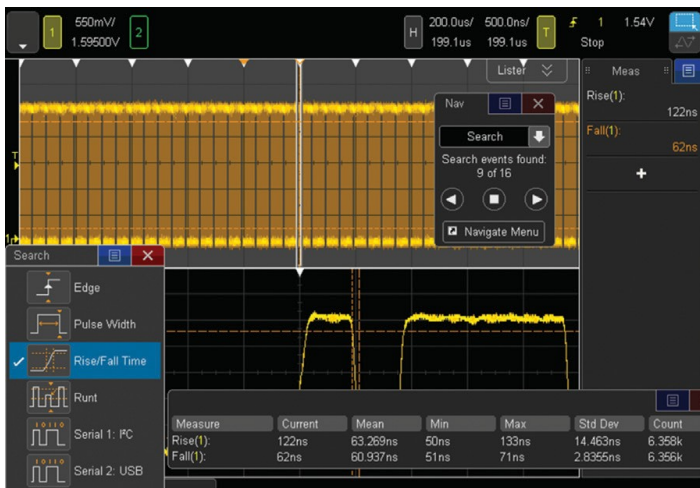 1
550mV/
1.59500V
2
H
200.0us/ 500.0ns/
199.1us 199.1us
T
1 1.54V
Stop
Lister
Meas
Rise(1):
122ns
Fall(1):
62ns
+
Nav
Search
Search events found:
9 of 16
Navigate Menu
T
1
Search
Edge
Pulse Width
Rise/Fall Time
Runt
10110
Serial 1: I²C
10110
Serial 2: USB
Measure Current Mean Min Max Std Dev Count
Rise(1): 122ns 63.269ns 50ns 133ns 14.463ns 6.358k
Fall(1): 62ns 60.937ns 51ns 71ns 2.8355ns 6.356k